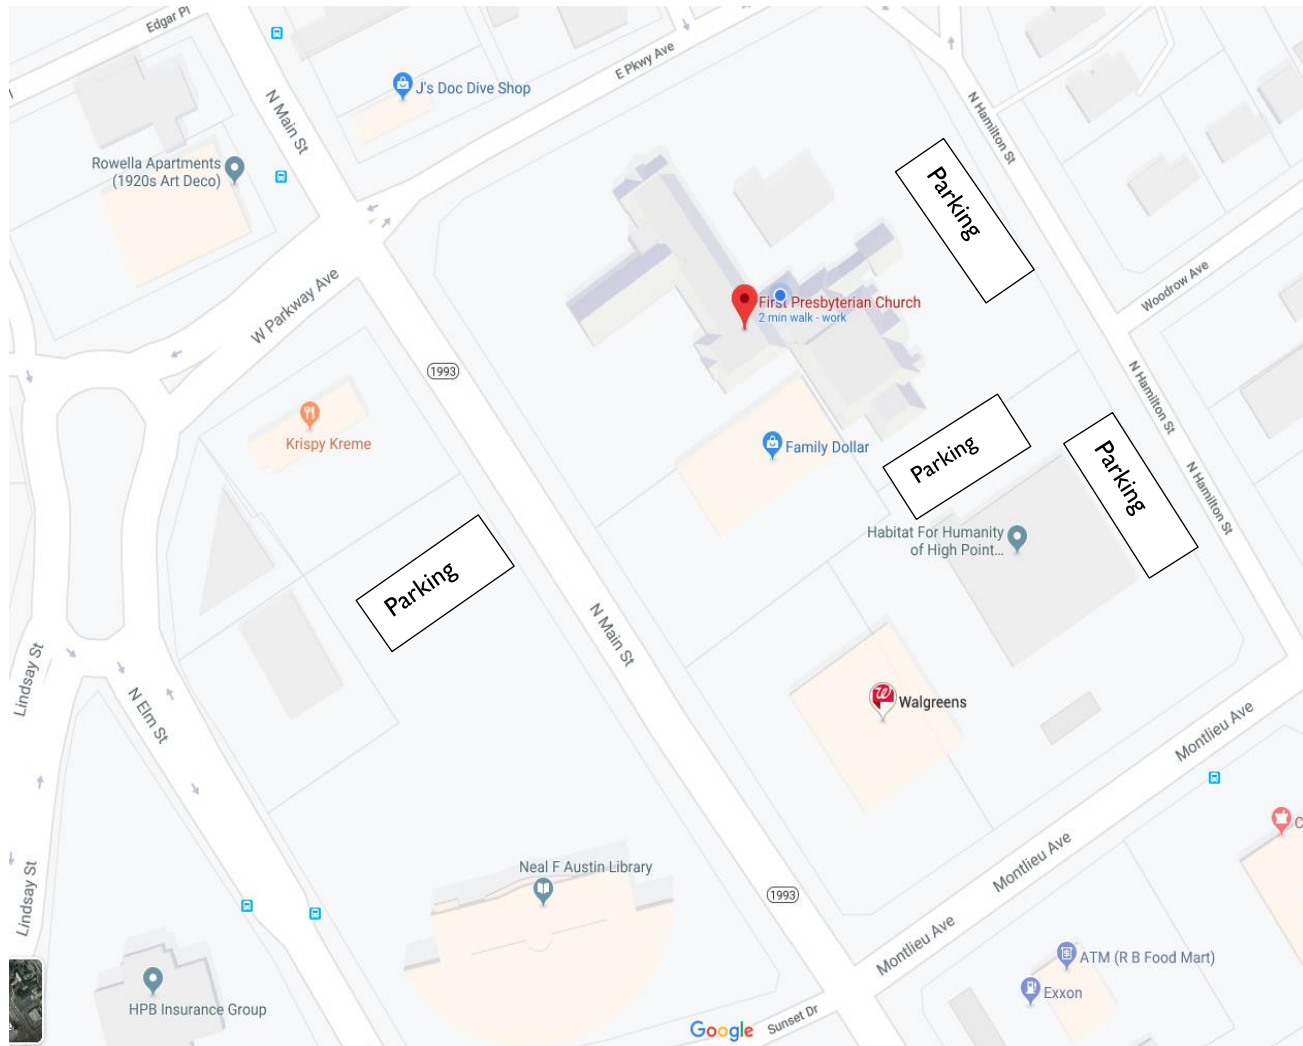 Edgar Pl
E Pkwy Ave
J's Doc Dive Shop
N Main St
N Hamilton St
Rowella Apartments
(1920s Art Deco)
Parking
W Parkway Ave
Woodrow Ave
First Presbyterian Church
2 min walk - work
1993
N Hamilton St
Krispy Kreme
Family Dollar
Parking
Parking
N Hamilton St
Habitat For Humanity
of High Point...
Parking
N Main St
Lindsay St
N Elm St
Walgreens
Montlieu Ave
C
Montlieu Ave
Neal F Austin Library
1993
Lindsay St
Montlieu Ave
ATM (R B Food Mart)
Exxon
HPB Insurance Group
Google
Sunset Dr